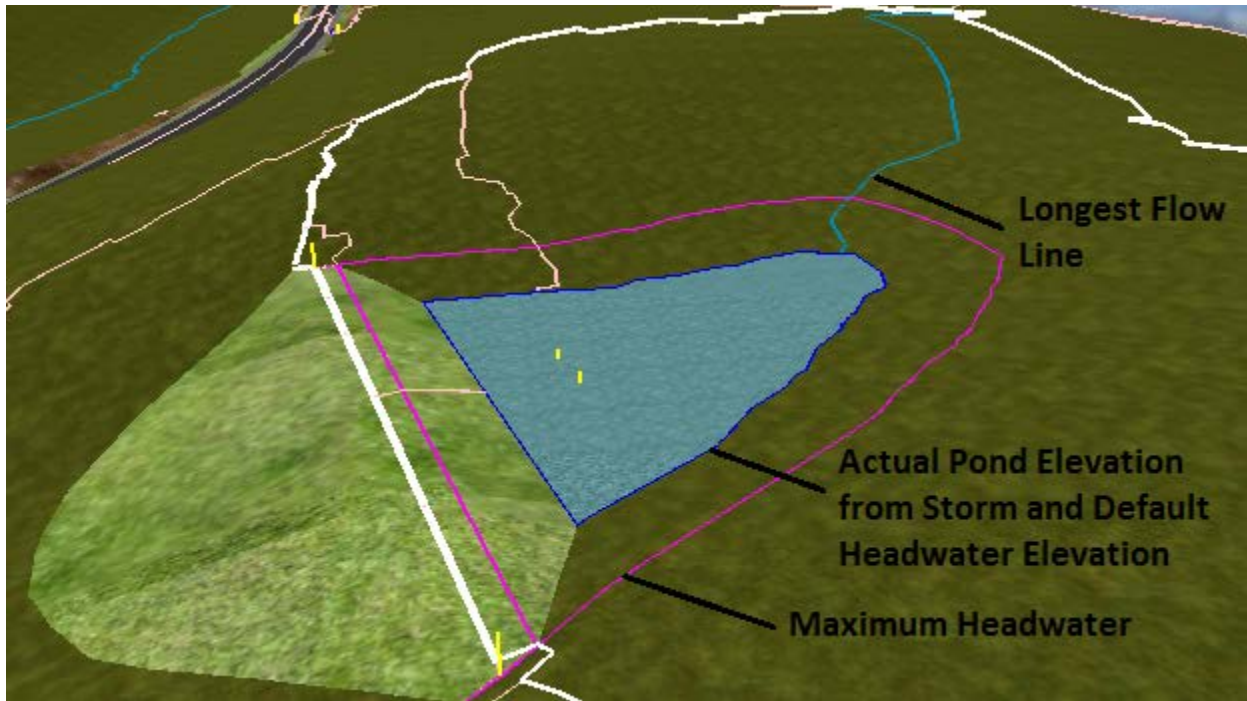 Longest Flow
Line
Actual Pond Elevation
from Storm and Default
Headwater Elevation
Maximum Headwater